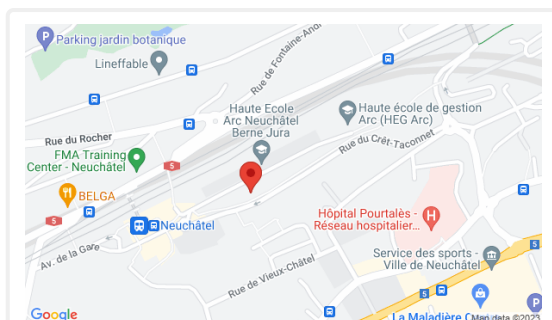 Parking jardin botanique
Lineffable
Rue de Fontaine-And
Haute Ecole
Arc Neuchâtel
Berne Jura
Haute école de gestion
Arc (HEG Arc)
Rue du Rocher
Rue du Crêt-Taconnet
FMA Training
Center - Neuchâtel
5
BELGA
5
Neuchâtel
Hôpital Pourtalès -
Réseau hospitalier...
Av. de la Gare
Service des sports -
Ville de Neuchâtel
5
Rue de Vieux-Châtel
5
Google
La Maladière C
Map data ©2023